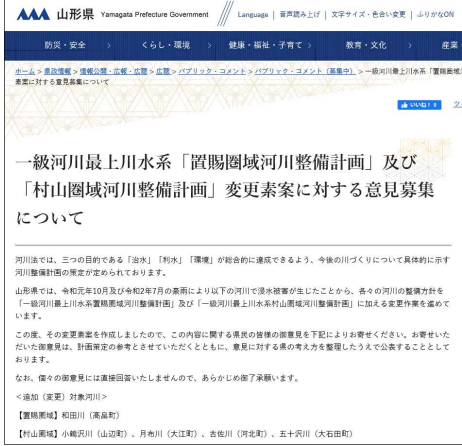 山形県 Yamagata Prefecture Government
Language | 音声読み上げ | 文字サイズ・色合い変更 | ふりがなON
防災・安全 > くらし・環境 > 健康・福祉・子育て > 教育・文化 > 産業
ホーム > 県政情報 > 情報公開・広報・広聴 > 広聴 > パブリック・コメント > パブリック・コメント（募集中） > 一級河川最上川水系「置賜圏域
素案に対する意見募集について
いいね！ 0
一級河川最上川水系「置賜圏域河川整備計画」及び
「村山圏域河川整備計画」変更素案に対する意見募集
について
河川法では、三つの目的である「治水」「利水」「環境」が総合的に達成できるよう、今後の川づくりについて具体的に示す
河川整備計画の策定が定められております。
山形県では、令和元年10月及び令和2年7月の豪雨により以下の河川で浸水被害が生じたことから、各々の河川の整備方針を
「一級河川最上川水系置賜圏域河川整備計画」及び「一級河川最上川水系村山圏域河川整備計画」に加える変更作業を進めて
います。
この度、その変更素案を作成しましたので、この内容に関する県民の皆様の御意見を下記によりお寄せください。お寄せいた
だいた御意見は、計画策定の参考とさせていただくとともに、意見に対する県の考え方を整理したうえで公表することとして
おります。
なお、個々の御意見には直接回答いたしませんので、あらかじめ御了承願います。
＜追加（変更）対象河川＞
【置賜圏域】和田川（高畠町）
【村山圏域】小鶴沢川（山辺町）、月布川（大江町）、古佐川（河北町）、五十沢川（大石田町）